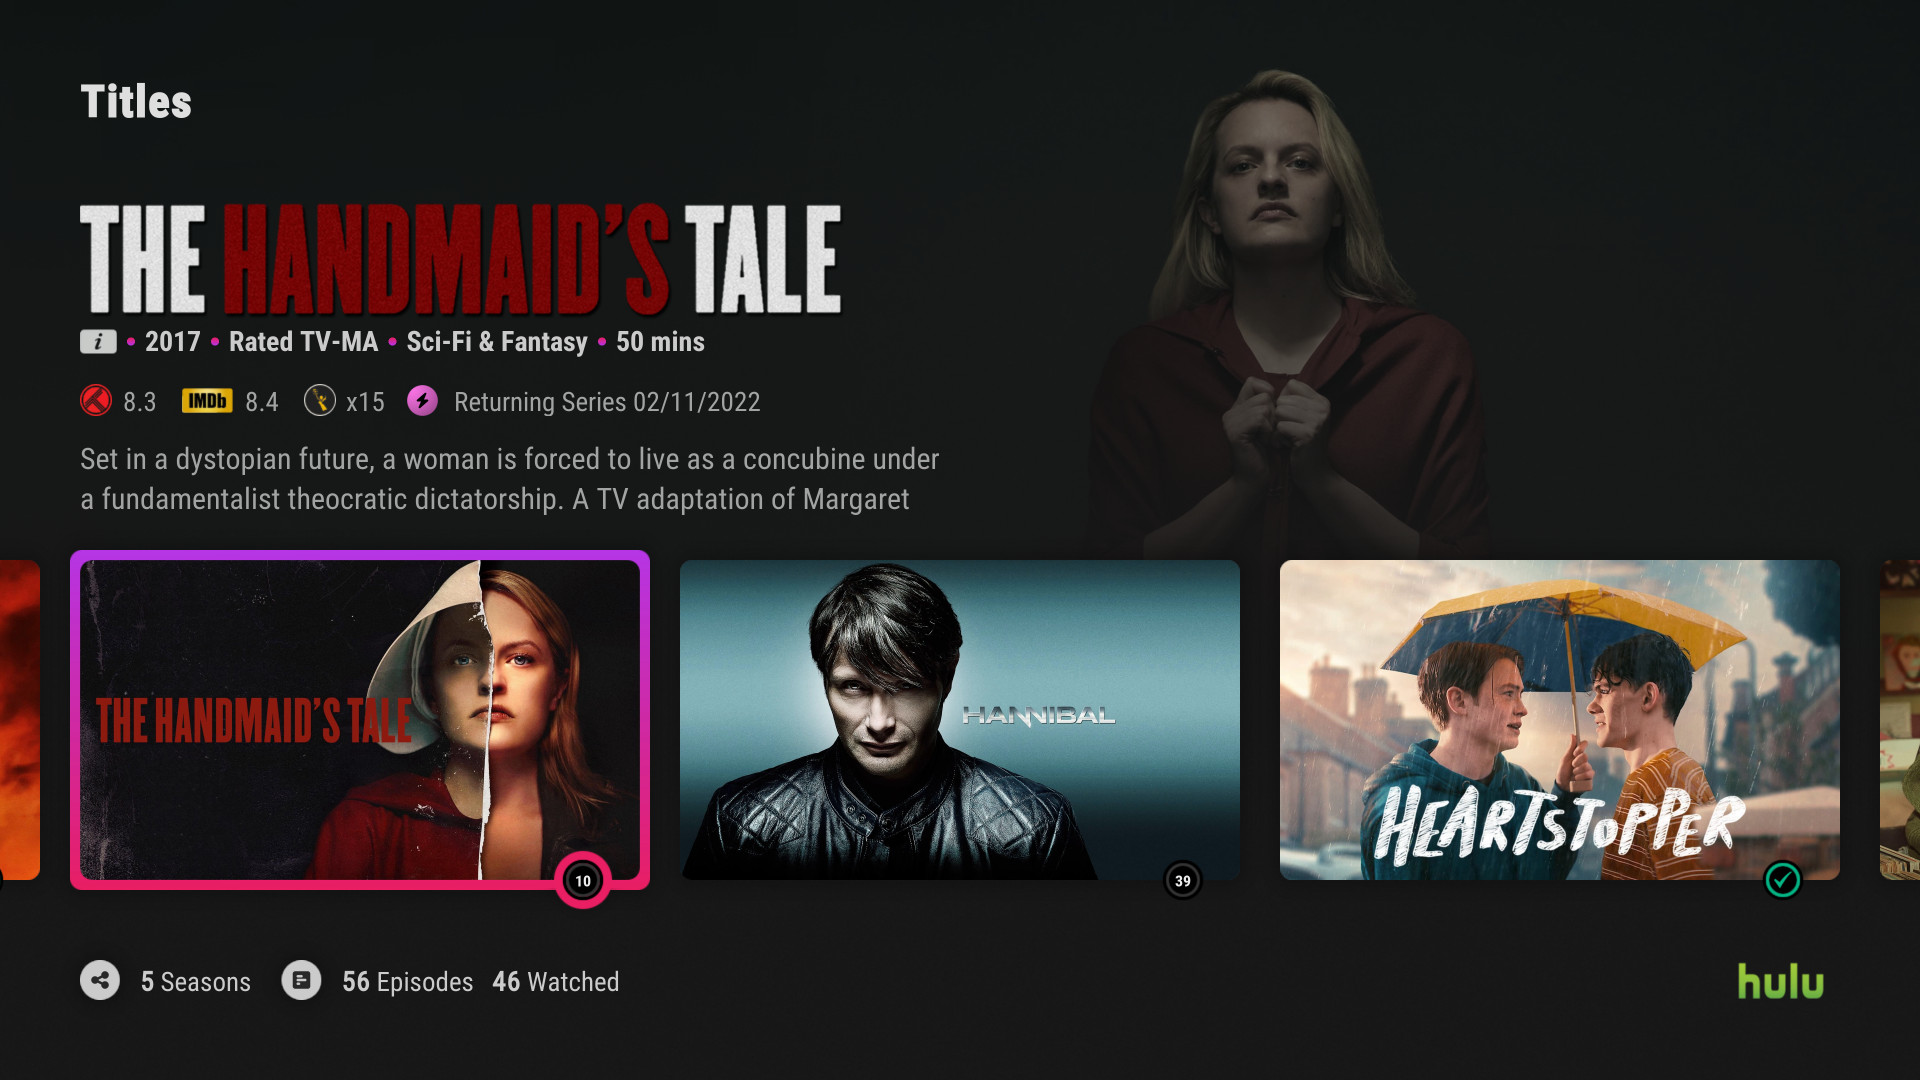 Titles
THE HANDMAID'S TALE
i • 2017 • Rated TV-MA • Sci-Fi & Fantasy • 50 mins
8.3 IMDb 8.4 x15 Returning Series 02/11/2022
Set in a dystopian future, a woman is forced to live as a concubine under
a fundamentalist theocratic dictatorship. A TV adaptation of Margaret
THE HANDMAID'S TALE
HANNIBAL
HEARTSTOPPER
10
39
5 Seasons 56 Episodes 46 Watched
hulu